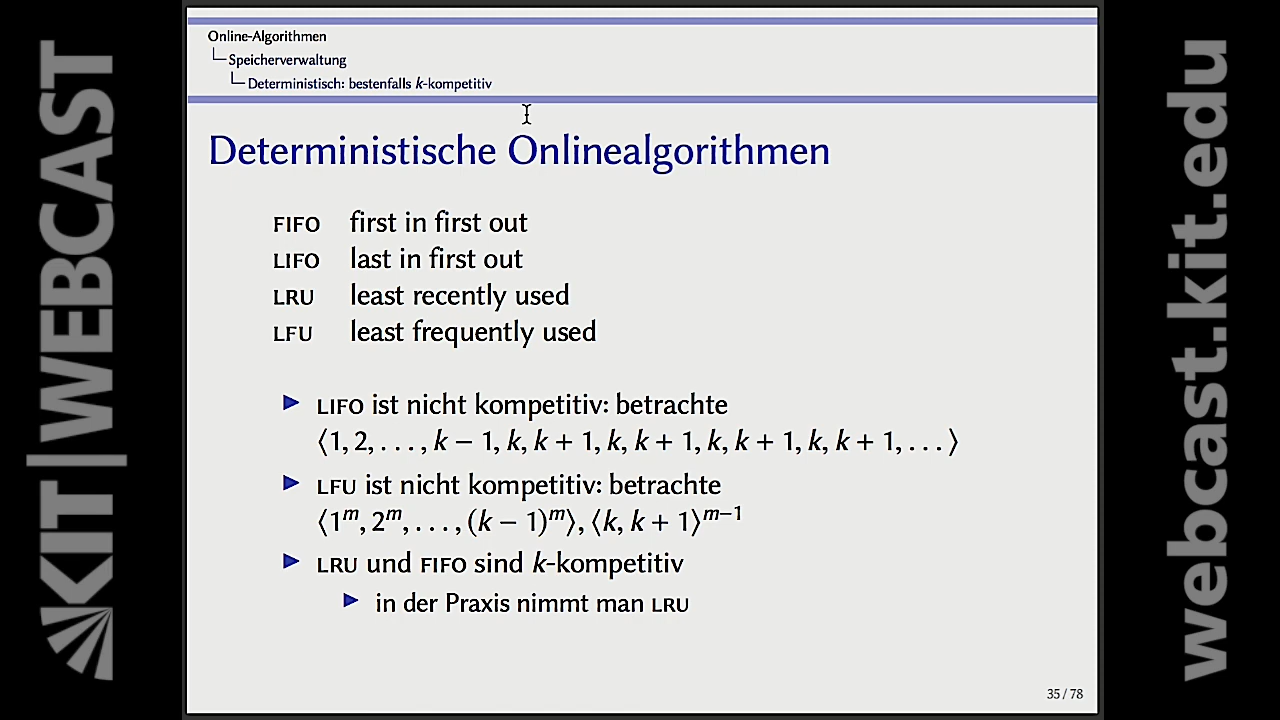 Online-Algorithmen
Speicherverwaltung
Deterministisch: bestenfalls k-kompetitiv
Deterministische Onlinealgorithmen
FIFO first in first out
LIFO last in first out
LRU least recently used
LFU least frequently used
▶ LIFO ist nicht kompetitiv: betrachte
⟨1, 2, . . . , k − 1, k, k + 1, k, k + 1, k, k + 1, k, k + 1, . . . ⟩
▶ LFU ist nicht kompetitiv: betrachte
⟨1^m, 2^m, . . . , (k − 1)^m⟩, ⟨k, k + 1⟩^{m−1}
▶ LRU und FIFO sind k-kompetitiv
▶ in der Praxis nimmt man LRU
35 / 78
KIT | WEBCAST
webcast.kit.edu